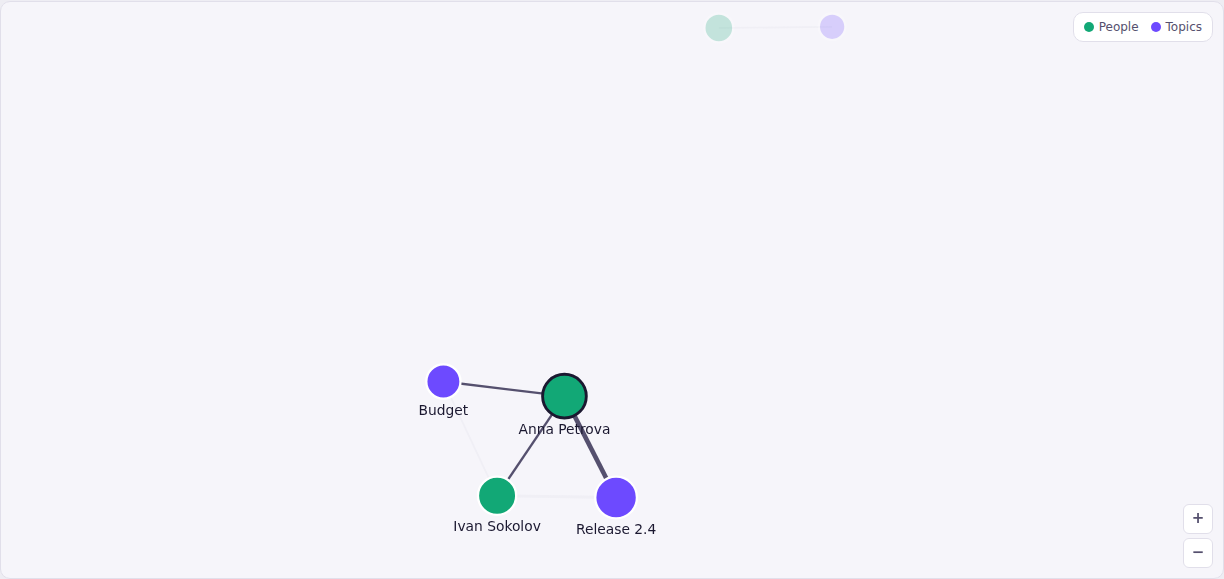 People Topics
Budget
Anna Petrova
Ivan Sokolov
Release 2.4
+
−